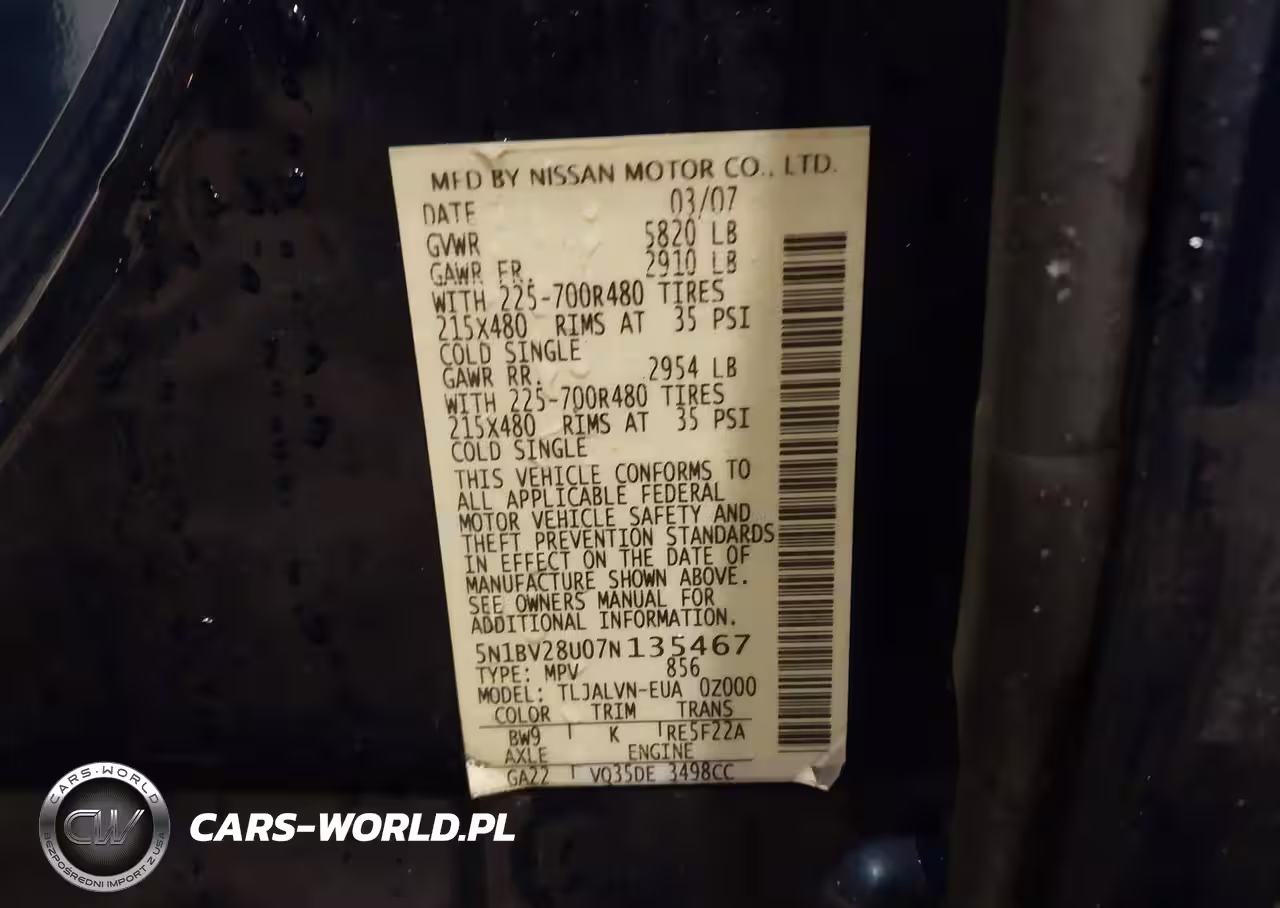 MFD BY NISSAN MOTOR CO., LTD.
DATE 03/07
GVWR 5820 LB
GAWR FR. 2910 LB
WITH 225-700R480 TIRES
215X480 RIMS AT 35 PSI
COLD SINGLE
GAWR RR. 2954 LB
WITH 225-700R480 TIRES
215X480 RIMS AT 35 PSI
COLD SINGLE
THIS VEHICLE CONFORMS TO
ALL APPLICABLE FEDERAL
MOTOR VEHICLE SAFETY AND
THEFT PREVENTION STANDARDS
IN EFFECT ON THE DATE OF
MANUFACTURE SHOWN ABOVE.
SEE OWNERS MANUAL FOR
ADDITIONAL INFORMATION.
5N1BV28U07N135467
TYPE: MPV 856
MODEL: TLJALVN-EUA 0Z000
COLOR TRIM TRANS
BW9 K RE5F22A
AXLE ENGINE
GA22 VQ35DE 3498CC
CARS-WORLD
CW
BEZPOŚREDNI IMPORT Z USA
CARS-WORLD.PL